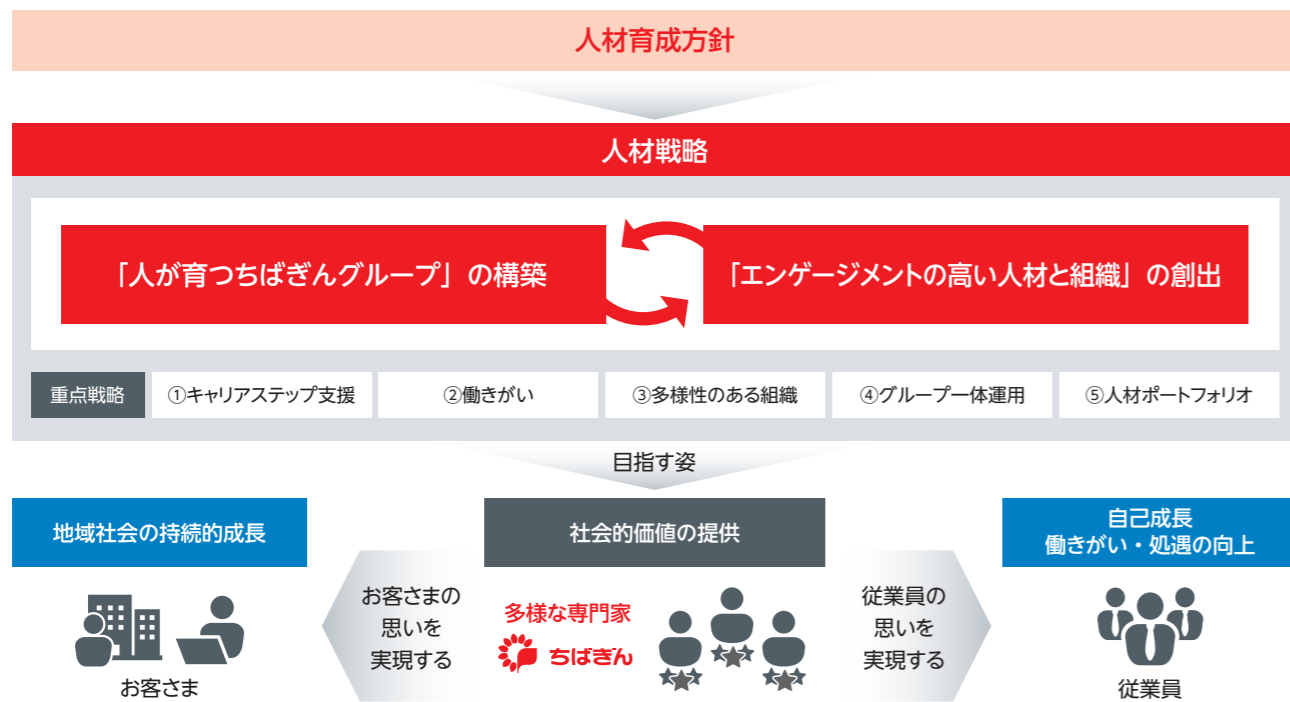 人材育成方針
人材戦略
「人が育つちばぎんグループ」の構築
「エンゲージメントの高い人材と組織」の創出
重点戦略
①キャリアステップ支援
②働きがい
③多様性のある組織
④グループ一体運用
⑤人材ポートフォリオ
目指す姿
地域社会の持続的成長
お客さま
お客さまの
思いを
実現する
社会的価値の提供
多様な専門家
ちばぎん
従業員の
思いを
実現する
自己成長
働きがい・処遇の向上
従業員